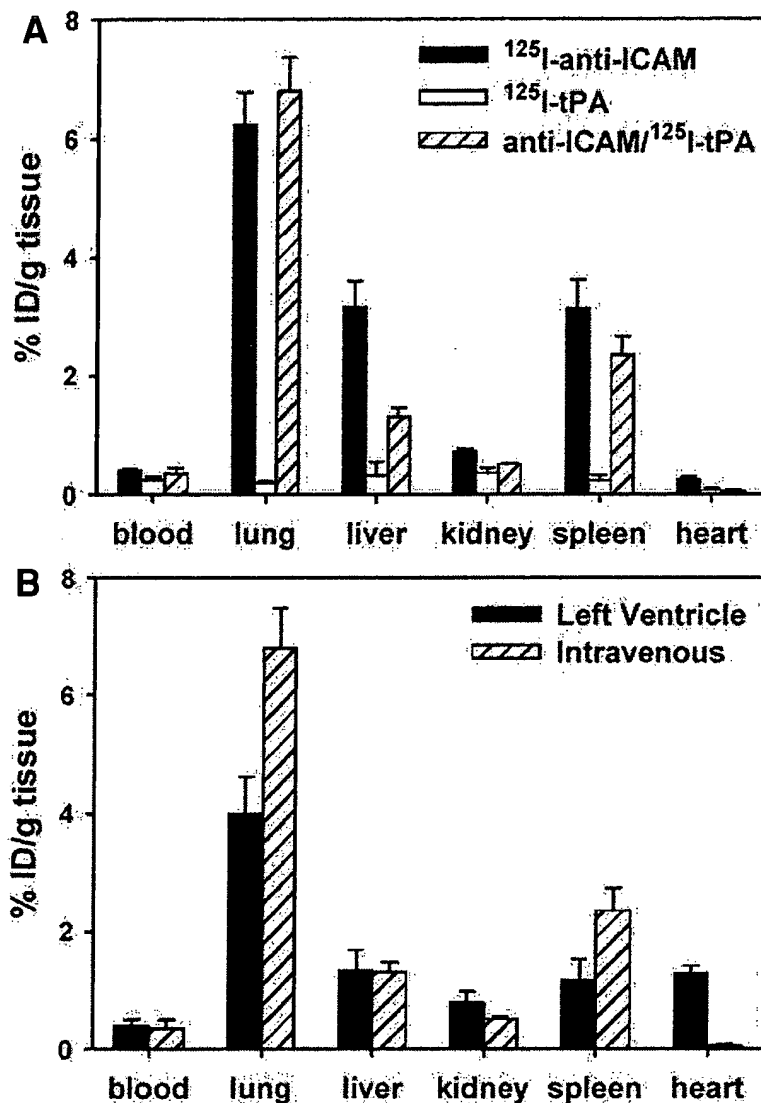 A
8
6
4
2
0
% ID/g tissue
¹²⁵I-anti-ICAM
¹²⁵I-tPA
anti-ICAM/¹²⁵I-tPA
blood lung liver kidney spleen heart
B
8
6
4
2
0
% ID/g tissue
Left Ventricle
Intravenous
blood lung liver kidney spleen heart